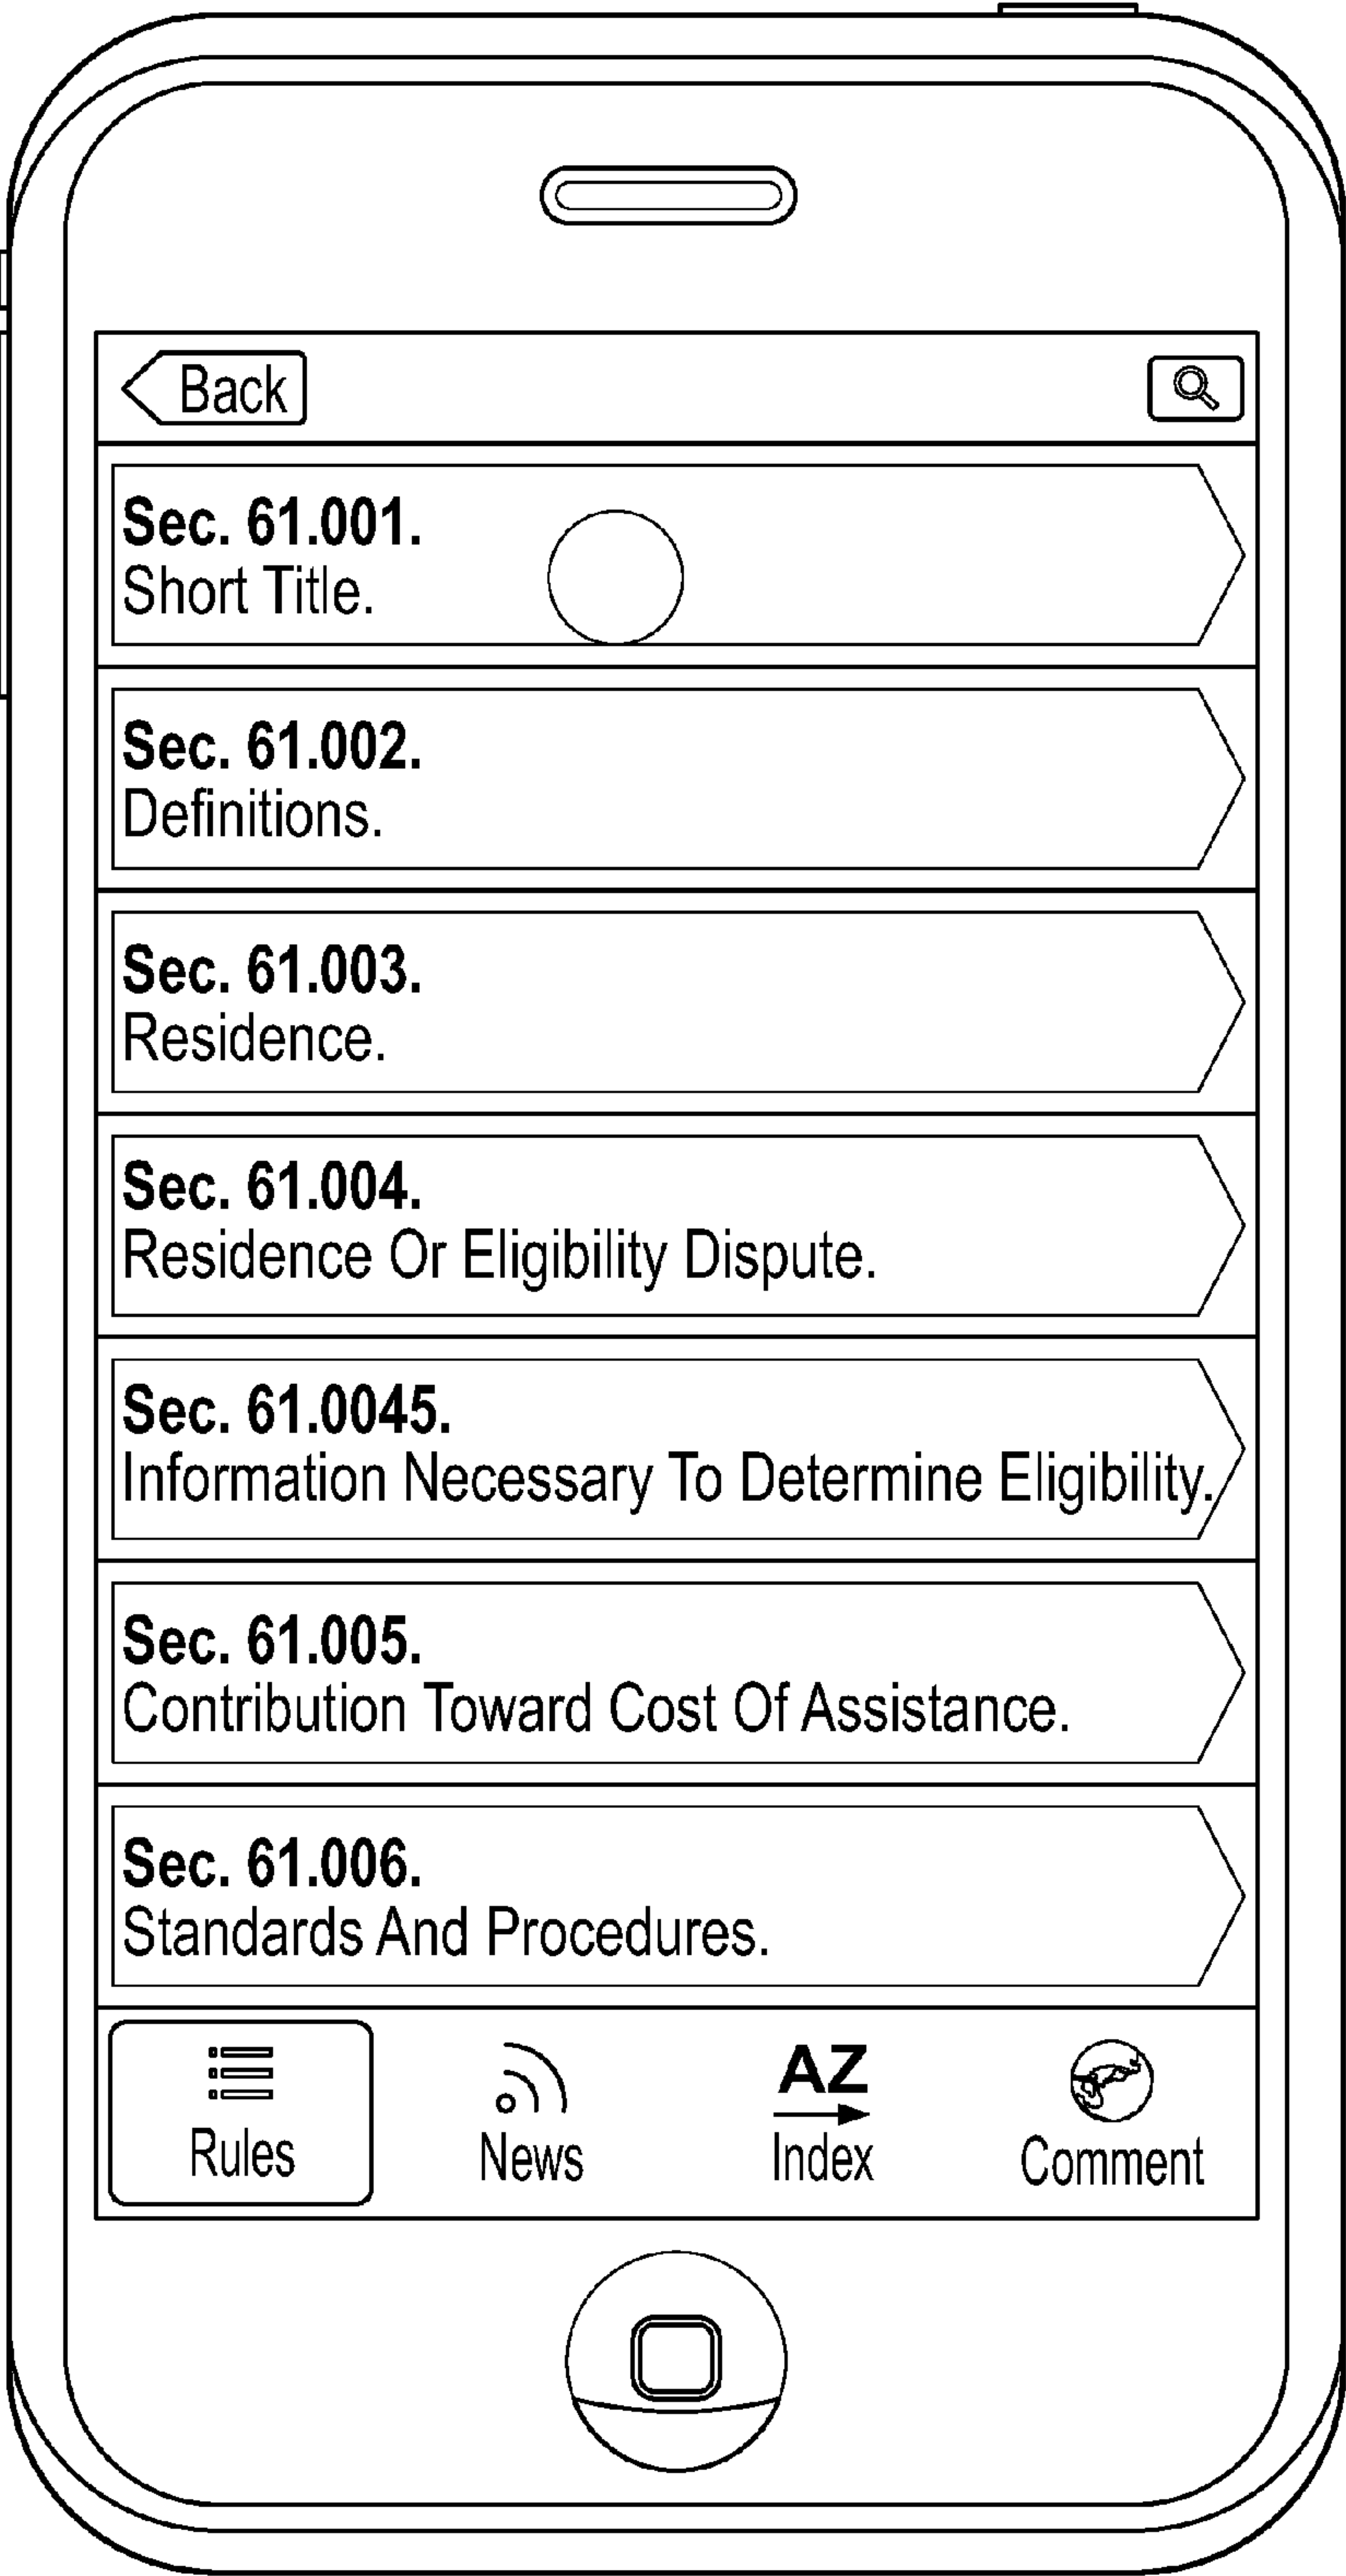 Back
Sec. 61.001.
Short Title.
Sec. 61.002.
Definitions.
Sec. 61.003.
Residence.
Sec. 61.004.
Residence Or Eligibility Dispute.
Sec. 61.0045.
Information Necessary To Determine Eligibility.
Sec. 61.005.
Contribution Toward Cost Of Assistance.
Sec. 61.006.
Standards And Procedures.
AZ
Rules News Index Comment